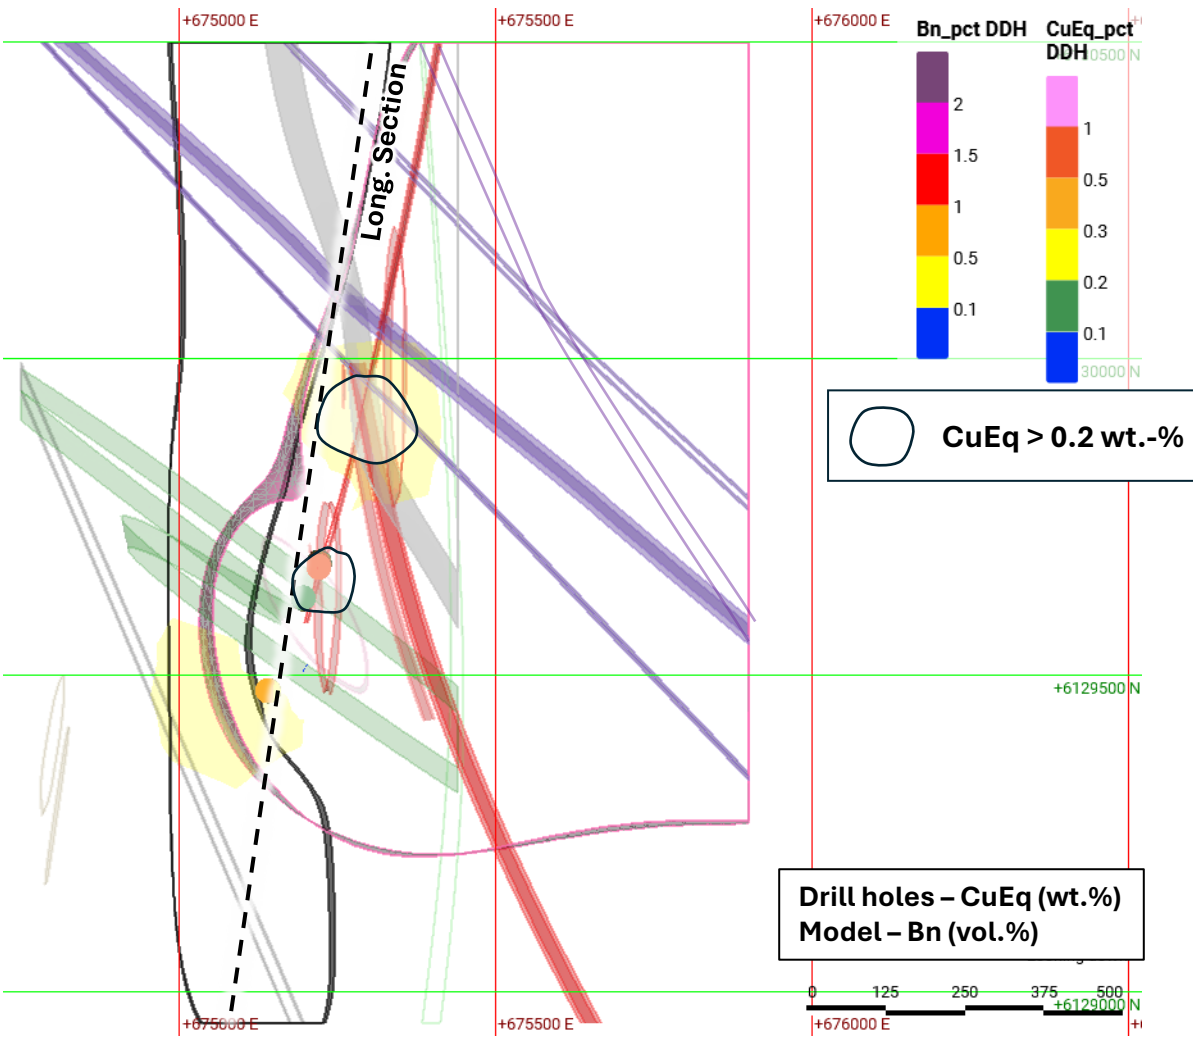 +675000 E
+675500 E
+676000 E
Bn_pct DDH
CuEq_pct
DDH
0500 N
2
1.5
1
0.5
0.1
1
0.5
0.3
0.2
0.1
Long. Section
30000 N
CuEq > 0.2 wt.-%
+6129500 N
Drill holes – CuEq (wt.%)
Model – Bn (vol.%)
0
125
250
375
500
+6129000 N
+675000 E
+675500 E
+676000 E